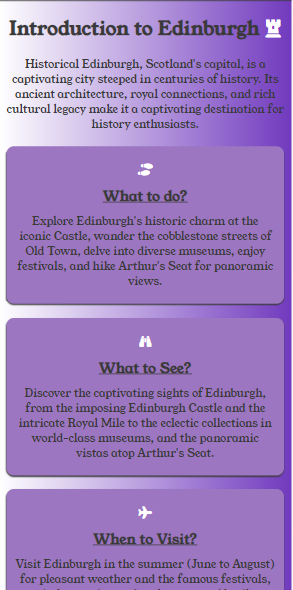 Introduction to Edinburgh
Historical Edinburgh, Scotland's capital, is a
captivating city steeped in centuries of history. Its
ancient architecture, royal connections, and rich
cultural legacy make it a captivating destination for
history enthusiasts.
What to do?
Explore Edinburgh's historic charm at the
iconic Castle, wander the cobblestone streets of
Old Town, delve into diverse museums, enjoy
festivals, and hike Arthur's Seat for panoramic
views.
What to See?
Discover the captivating sights of Edinburgh,
from the imposing Edinburgh Castle and the
intricate Royal Mile to the eclectic collections in
world-class museums, and the panoramic
vistas atop Arthur's Seat.
When to Visit?
Visit Edinburgh in the summer (June to August)
for pleasant weather and the famous festivals,